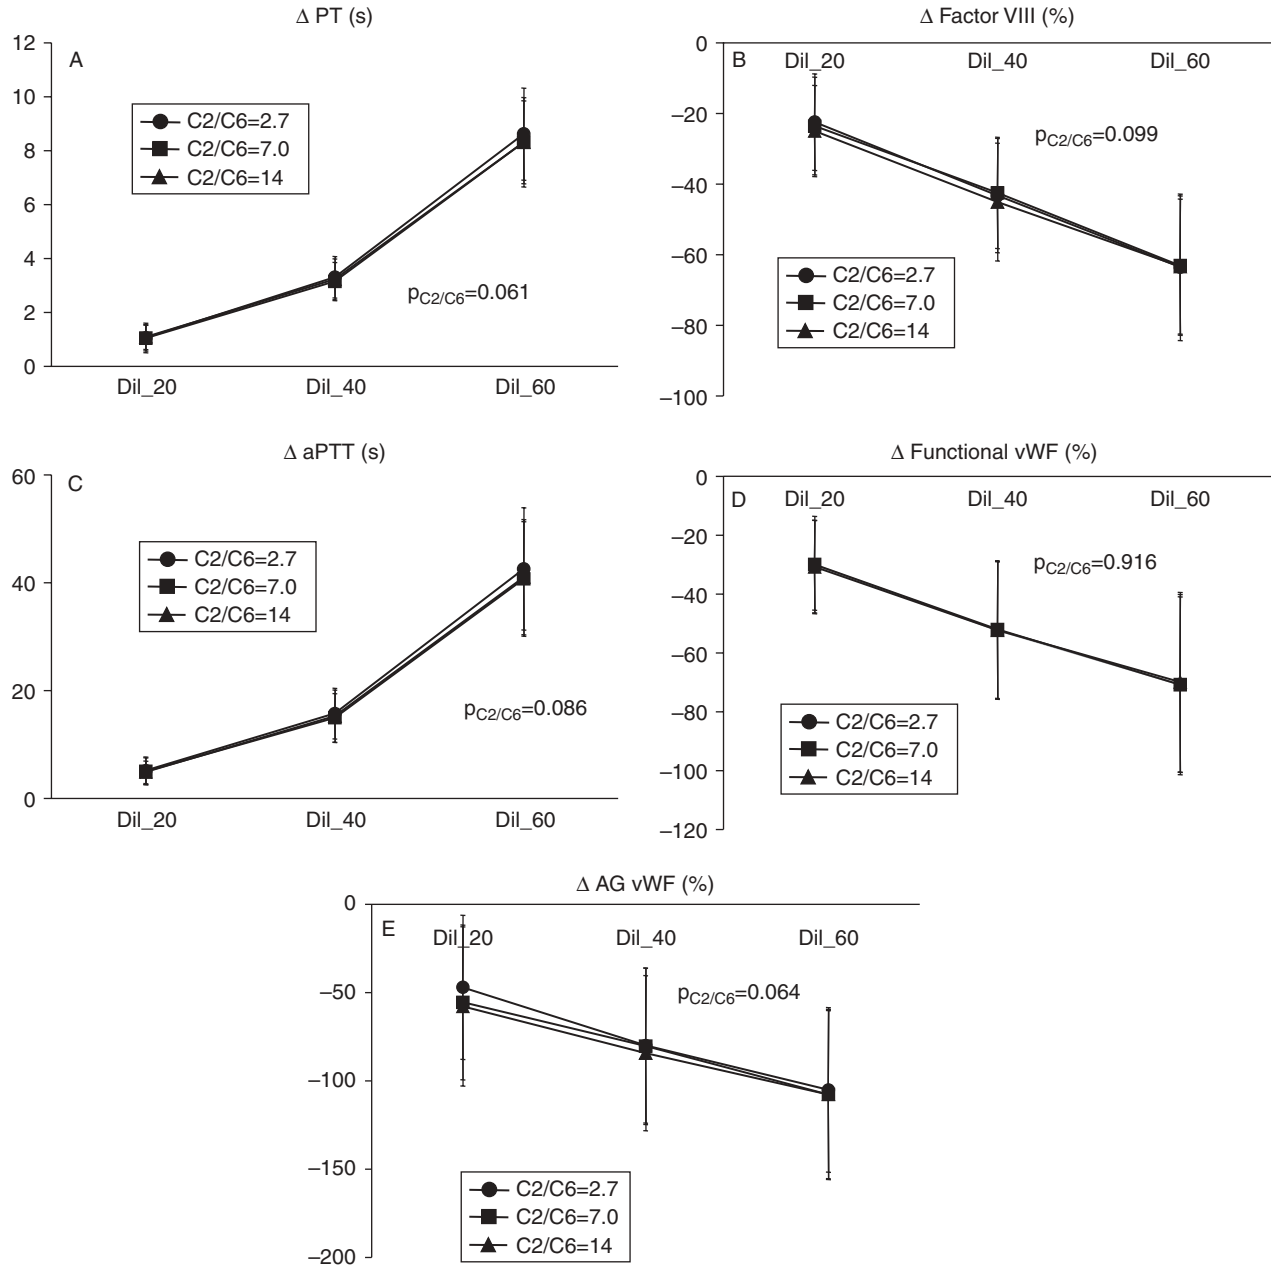 Δ PT (s)
12
10
8
6
4
2
0
A
C2/C6=2.7
C2/C6=7.0
C2/C6=14
pC2/C6=0.061
Dil_20 Dil_40 Dil_60
Δ Factor VIII (%)
0
–20
–40
–60
–80
–100
B
Dil_20 Dil_40 Dil_60
pC2/C6=0.099
C2/C6=2.7
C2/C6=7.0
C2/C6=14
Δ aPTT (s)
60
40
20
0
C
C2/C6=2.7
C2/C6=7.0
C2/C6=14
pC2/C6=0.086
Dil_20 Dil_40 Dil_60
Δ Functional vWF (%)
0
–20
–40
–60
–80
–100
–120
D
Dil_20 Dil_40 Dil_60
pC2/C6=0.916
C2/C6=2.7
C2/C6=7.0
C2/C6=14
Δ AG vWF (%)
0
–50
–100
–150
–200
E
Dil_20 Dil_40 Dil_60
pC2/C6=0.064
C2/C6=2.7
C2/C6=7.0
C2/C6=14